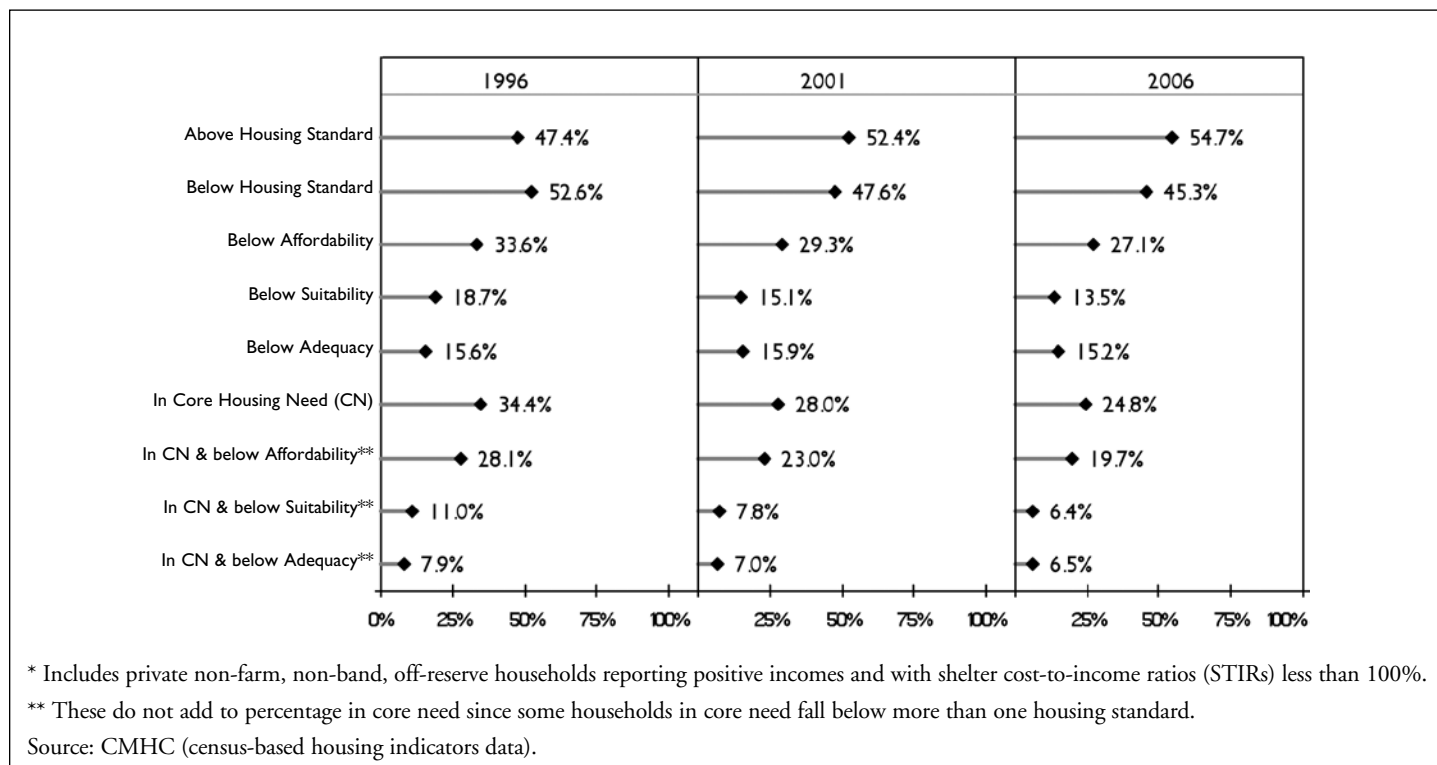 1996 2001 2006
Above Housing Standard 47.4% 52.4% 54.7%
Below Housing Standard 52.6% 47.6% 45.3%
Below Affordability 33.6% 29.3% 27.1%
Below Suitability 18.7% 15.1% 13.5%
Below Adequacy 15.6% 15.9% 15.2%
In Core Housing Need (CN) 34.4% 28.0% 24.8%
In CN & below Affordability** 28.1% 23.0% 19.7%
In CN & below Suitability** 11.0% 7.8% 6.4%
In CN & below Adequacy** 7.9% 7.0% 6.5%
0% 25% 50% 75% 100% 25% 50% 75% 100% 25% 50% 75% 100%
* Includes private non-farm, non-band, off-reserve households reporting positive incomes and with shelter cost-to-income ratios (STIRs) less than 100%.
** These do not add to percentage in core need since some households in core need fall below more than one housing standard.
Source: CMHC (census-based housing indicators data).